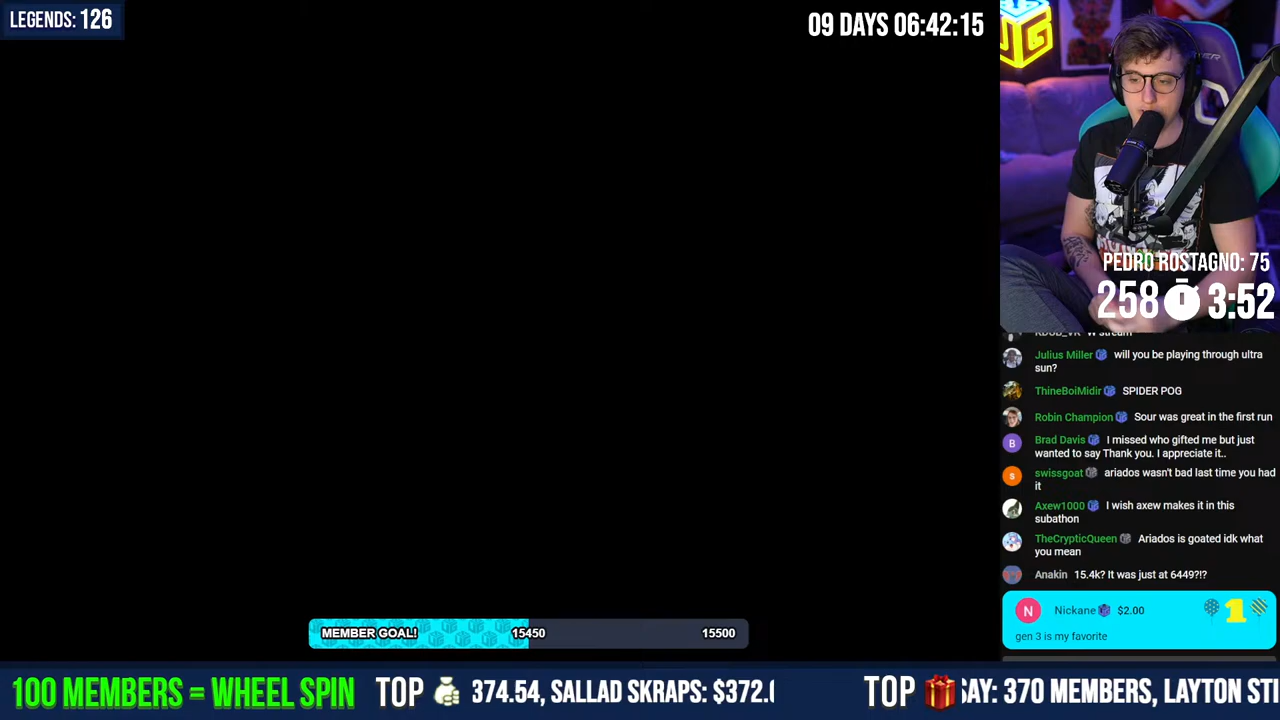 LEGENDS: 126
09 DAYS 06:42:15
PEDRO ROSTAGNO: 75
258 3:52
Julius Miller will you be playing through ultra
sun?
ThineBoiMidir SPIDER POG
Robin Champion Sour was great in the first run
Brad Davis I missed who gifted me but just
wanted to say Thank you. I appreciate it..
swissgoat ariados wasn't bad last time you had
it
Axew1000 I wish axew makes it in this
subathon
TheCrypticQueen Ariados is goated idk what
you mean
Anakin 15.4k? It was just at 6449?!?
N Nickane $2.00 1
gen 3 is my favorite
MEMBER GOAL! 15450 15500
100 MEMBERS = WHEEL SPIN TOP 374.54, SALLAD SKRAPS: $372. TOP 370 MEMBERS, LAYTON